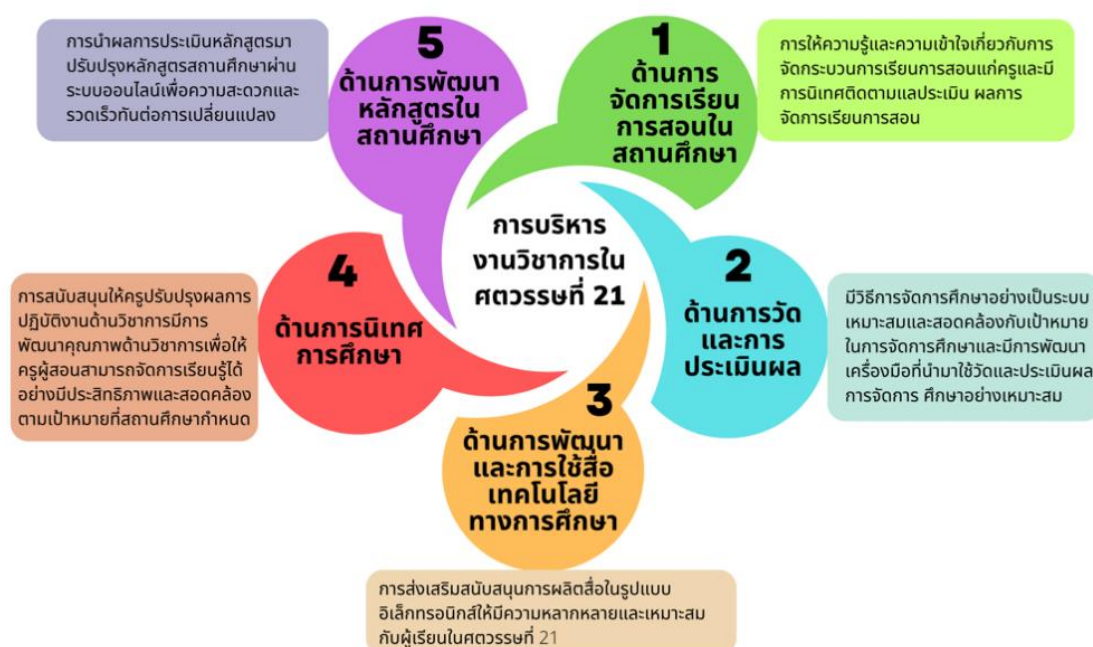 การบริหาร
งานวิชาการใน
ศตวรรษที่ 21
1
ด้านการ
จัดการเรียน
การสอนใน
สถานศึกษา
การให้ความรู้และความเข้าใจเกี่ยวกับการ
จัดกระบวนการเรียนการสอนแก่ครูและมี
การนิเทศติดตามแลประเมิน ผลการ
จัดการเรียนการสอน
2
ด้านการวัด
และการ
ประเมินผล
มีวิธีการจัดการศึกษาอย่างเป็นระบบ
เหมาะสมและสอดคล้องกับเป้าหมาย
ในการจัดการศึกษาและมีการพัฒนา
เครื่องมือที่นำมาใช้วัดและประเมินผล
การจัดการ ศึกษาอย่างเหมาะสม
3
ด้านการพัฒนา
และการใช้สื่อ
เทคโนโลยี
ทางการศึกษา
การส่งเสริมสนับสนุนการผลิตสื่อในรูปแบบ
อิเล็กทรอนิกส์ให้มีความหลากหลายและเหมาะสม
กับผู้เรียนในศตวรรษที่ 21
4
ด้านการนิเทศ
การศึกษา
การสนับสนุนให้ครูปรับปรุงผลการ
ปฏิบัติงานด้านวิชาการมีการ
พัฒนาคุณภาพด้านวิชาการเพื่อให้
ครูผู้สอนสามารถจัดการเรียนรู้ได้
อย่างมีประสิทธิภาพและสอดคล้อง
ตามเป้าหมายที่สถานศึกษากำหนด
5
ด้านการพัฒนา
หลักสูตรใน
สถานศึกษา
การนำผลการประเมินหลักสูตรมา
ปรับปรุงหลักสูตรสถานศึกษาผ่าน
ระบบออนไลน์เพื่อความสะดวกและ
รวดเร็วทันต่อการเปลี่ยนแปลง